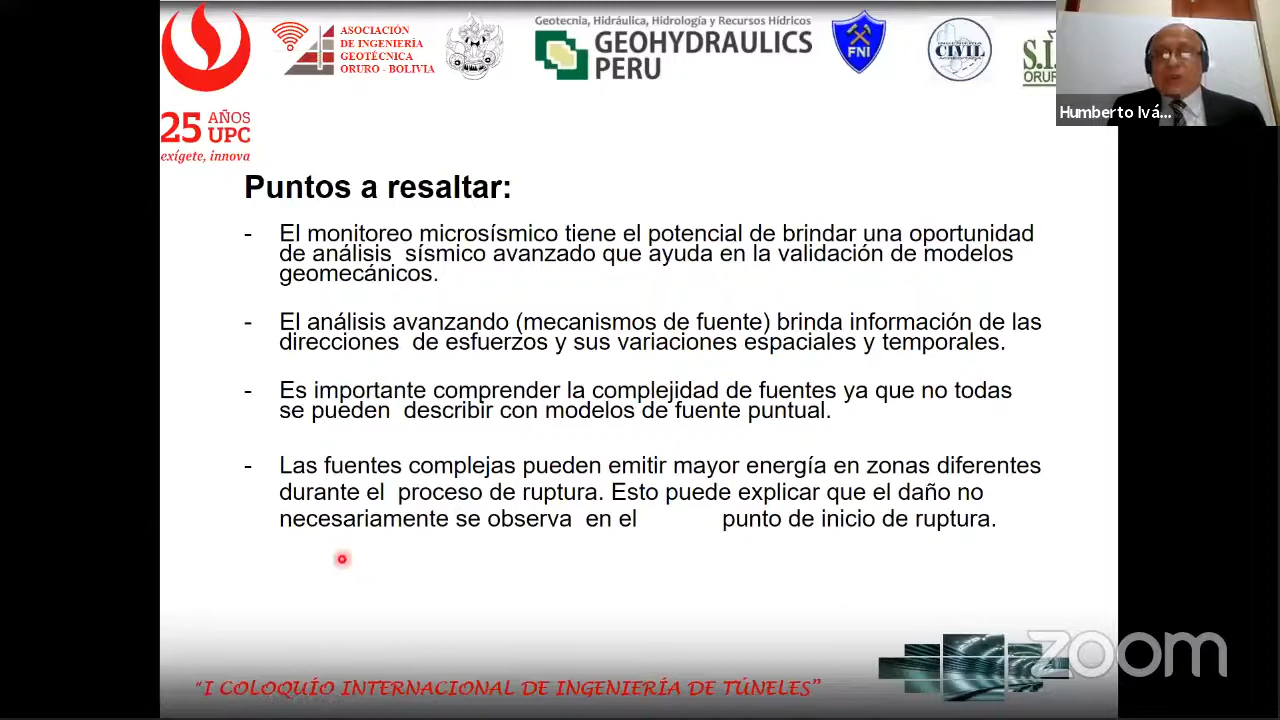 ASOCIACIÓN
DE INGENIERÍA
GEOTÉCNICA
ORURO - BOLIVIA
Geotecnia, Hidráulica, Hidrología y Recursos Hídricos
GEOHYDRAULICS
PERU
FNI
CIVIL
S.I.
ORUR
Humberto Ivá...
25 AÑOS
UPC
exígete, innova
Puntos a resaltar:
- El monitoreo microsísmico tiene el potencial de brindar una oportunidad
de análisis sísmico avanzado que ayuda en la validación de modelos
geomecánicos.
- El análisis avanzando (mecanismos de fuente) brinda información de las
direcciones de esfuerzos y sus variaciones espaciales y temporales.
- Es importante comprender la complejidad de fuentes ya que no todas
se pueden describir con modelos de fuente puntual.
- Las fuentes complejas pueden emitir mayor energía en zonas diferentes
durante el proceso de ruptura. Esto puede explicar que el daño no
necesariamente se observa en el punto de inicio de ruptura.
zoom
"I COLOQUÍO INTERNACIONAL DE INGENIERÍA DE TÚNELES"